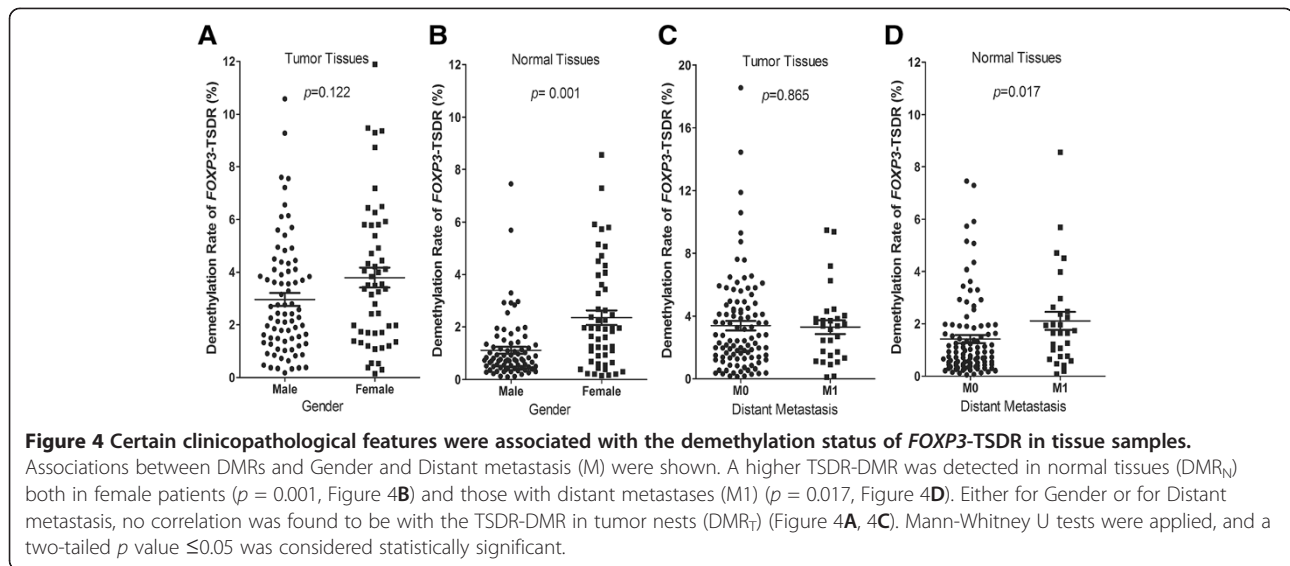 A B C D
Tumor Tissues Normal Tissues Tumor Tissues Normal Tissues
p=0.122 p= 0.001 p=0.865 p=0.017
Demethylation Rate of FOXP3-TSDR (%)
12
10
8
6
4
2
0
Male Female
Gender
Demethylation Rate of FOXP3-TSDR (%)
12
10
8
6
4
2
0
Male Female
Gender
Demethylation Rate of FOXP3-TSDR (%)
20
16
12
8
4
0
M0 M1
Distant Metastasis
Demethylation Rate of FOXP3-TSDR (%)
12
10
8
6
4
2
0
M0 M1
Distant Metastasis
Figure 4 Certain clinicopathological features were associated with the demethylation status of FOXP3-TSDR in tissue samples.
Associations between DMRs and Gender and Distant metastasis (M) were shown. A higher TSDR-DMR was detected in normal tissues (DMRN)
both in female patients (p = 0.001, Figure 4B) and those with distant metastases (M1) (p = 0.017, Figure 4D). Either for Gender or for Distant
metastasis, no correlation was found to be with the TSDR-DMR in tumor nests (DMRT) (Figure 4A, 4C). Mann-Whitney U tests were applied, and a
two-tailed p value ≤0.05 was considered statistically significant.